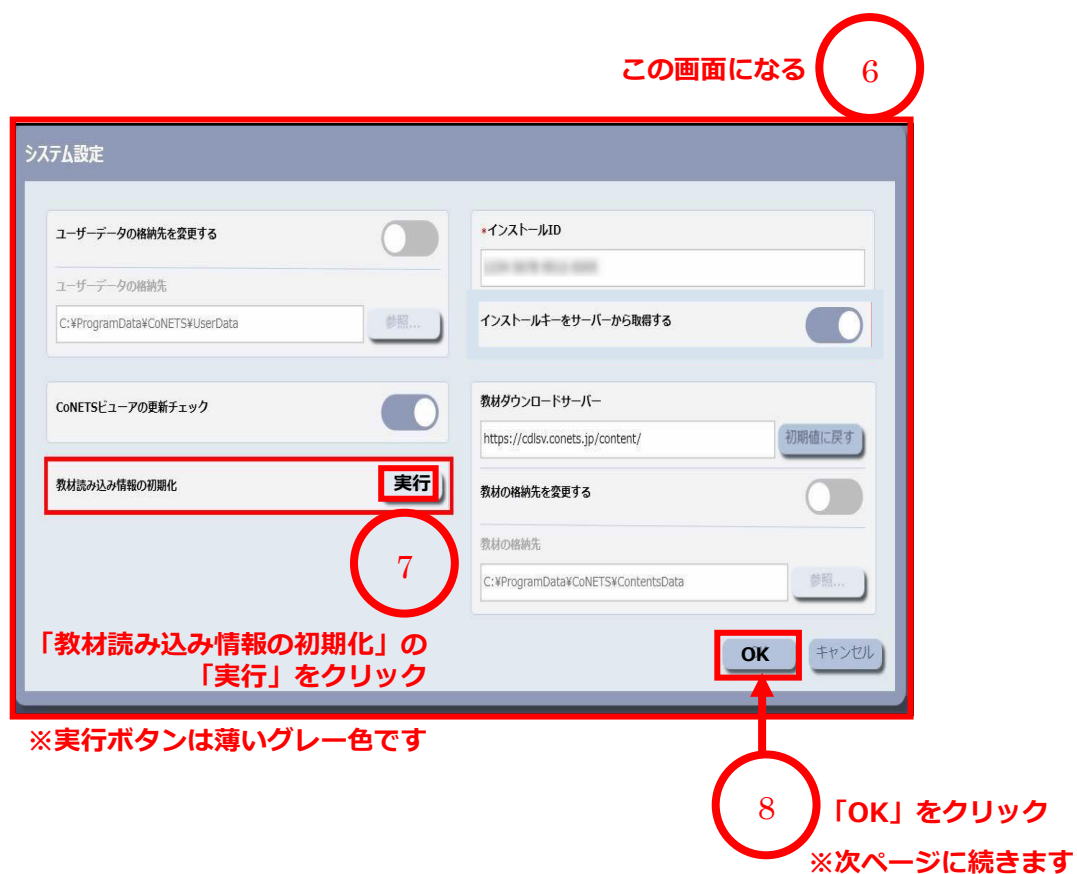 この画面になる
6
システム設定
ユーザーデータの格納先を変更する
ユーザーデータの格納先
C:¥ProgramData¥CoNETS¥UserData
参照...
CoNETSビューアの更新チェック
教材読み込み情報の初期化
実行
7
「教材読み込み情報の初期化」の
「実行」をクリック
*インストールID
インストールキーをサーバーから取得する
教材ダウンロードサーバー
https://cdlsv.conets.jp/content/
初期値に戻す
教材の格納先を変更する
教材の格納先
C:¥ProgramData¥CoNETS¥ContentsData
参照...
OK
キャンセル
※実行ボタンは薄いグレー色です
8
「OK」をクリック
※次ページに続きます